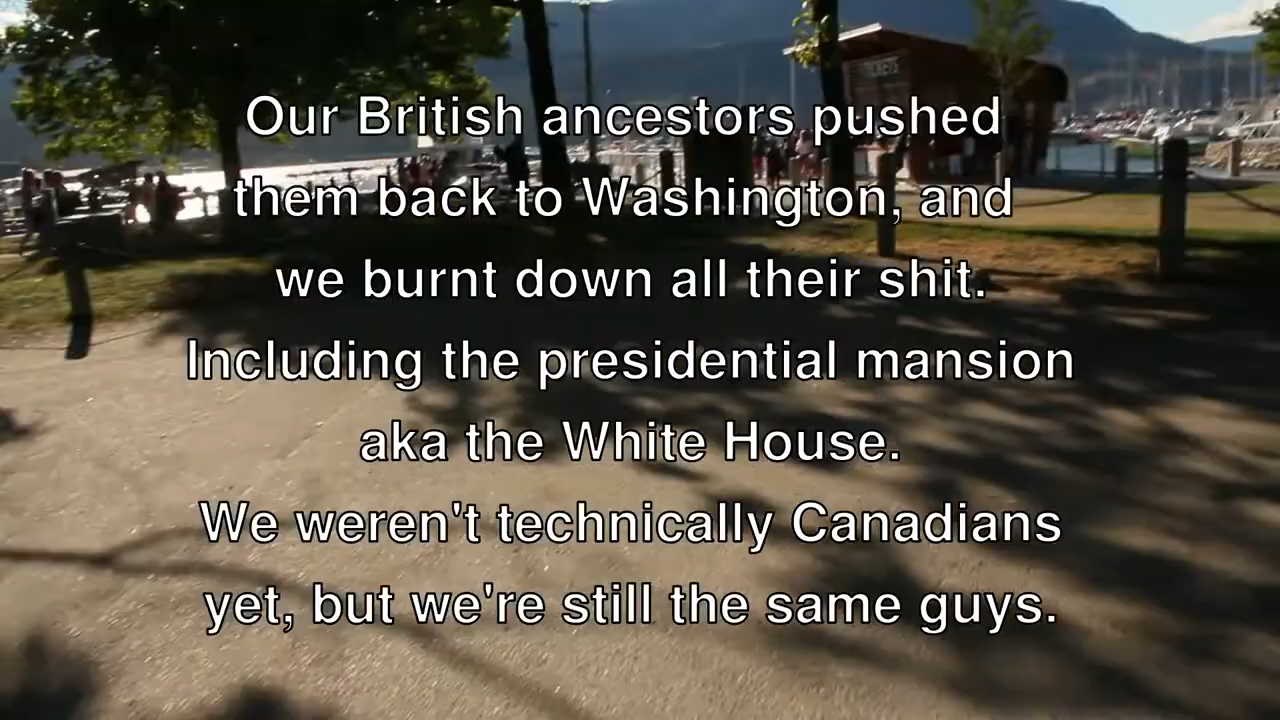 TICKETS
Our British ancestors pushed
them back to Washington, and
we burnt down all their shit.
Including the presidential mansion
aka the White House.
We weren't technically Canadians
yet, but we're still the same guys.